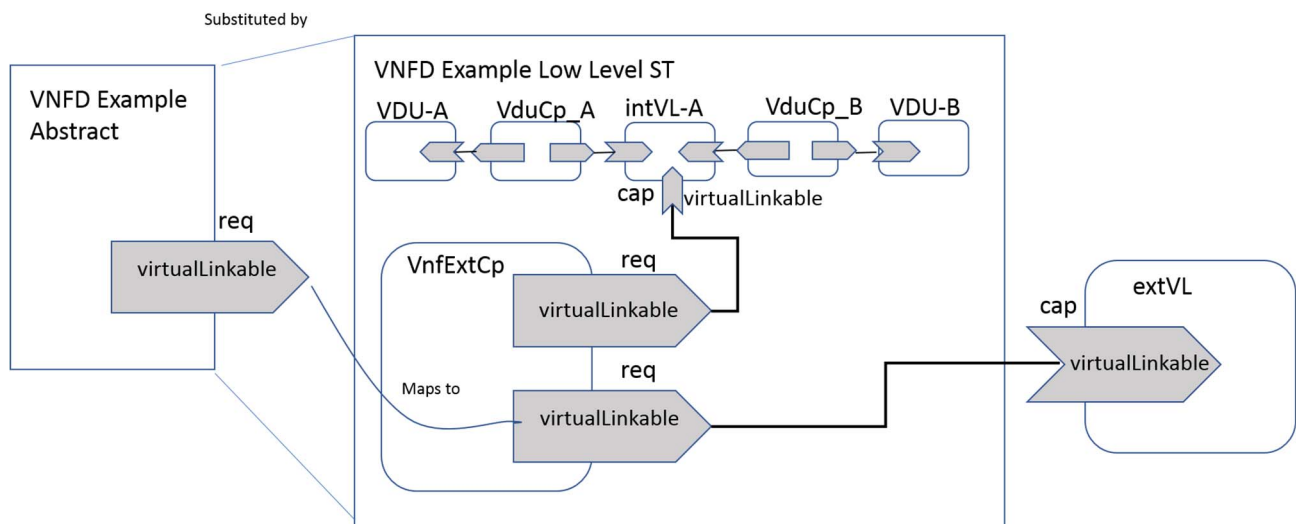 Substituted by
VNFD Example
Abstract
req
virtualLinkable
VNFD Example Low Level ST
VDU-A
VduCp_A
intVL-A
VduCp_B
VDU-B
cap
virtualLinkable
VnfExtCp
req
virtualLinkable
req
virtualLinkable
Maps to
extVL
cap
virtualLinkable